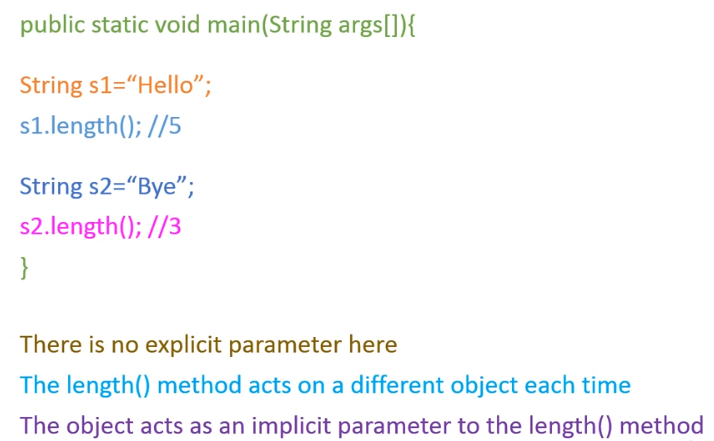 public static void main(String args[]){
String s1=“Hello”;
s1.length(); //5
String s2=“Bye”;
s2.length(); //3
}
There is no explicit parameter here
The length() method acts on a different object each time
The object acts as an implicit parameter to the length() method